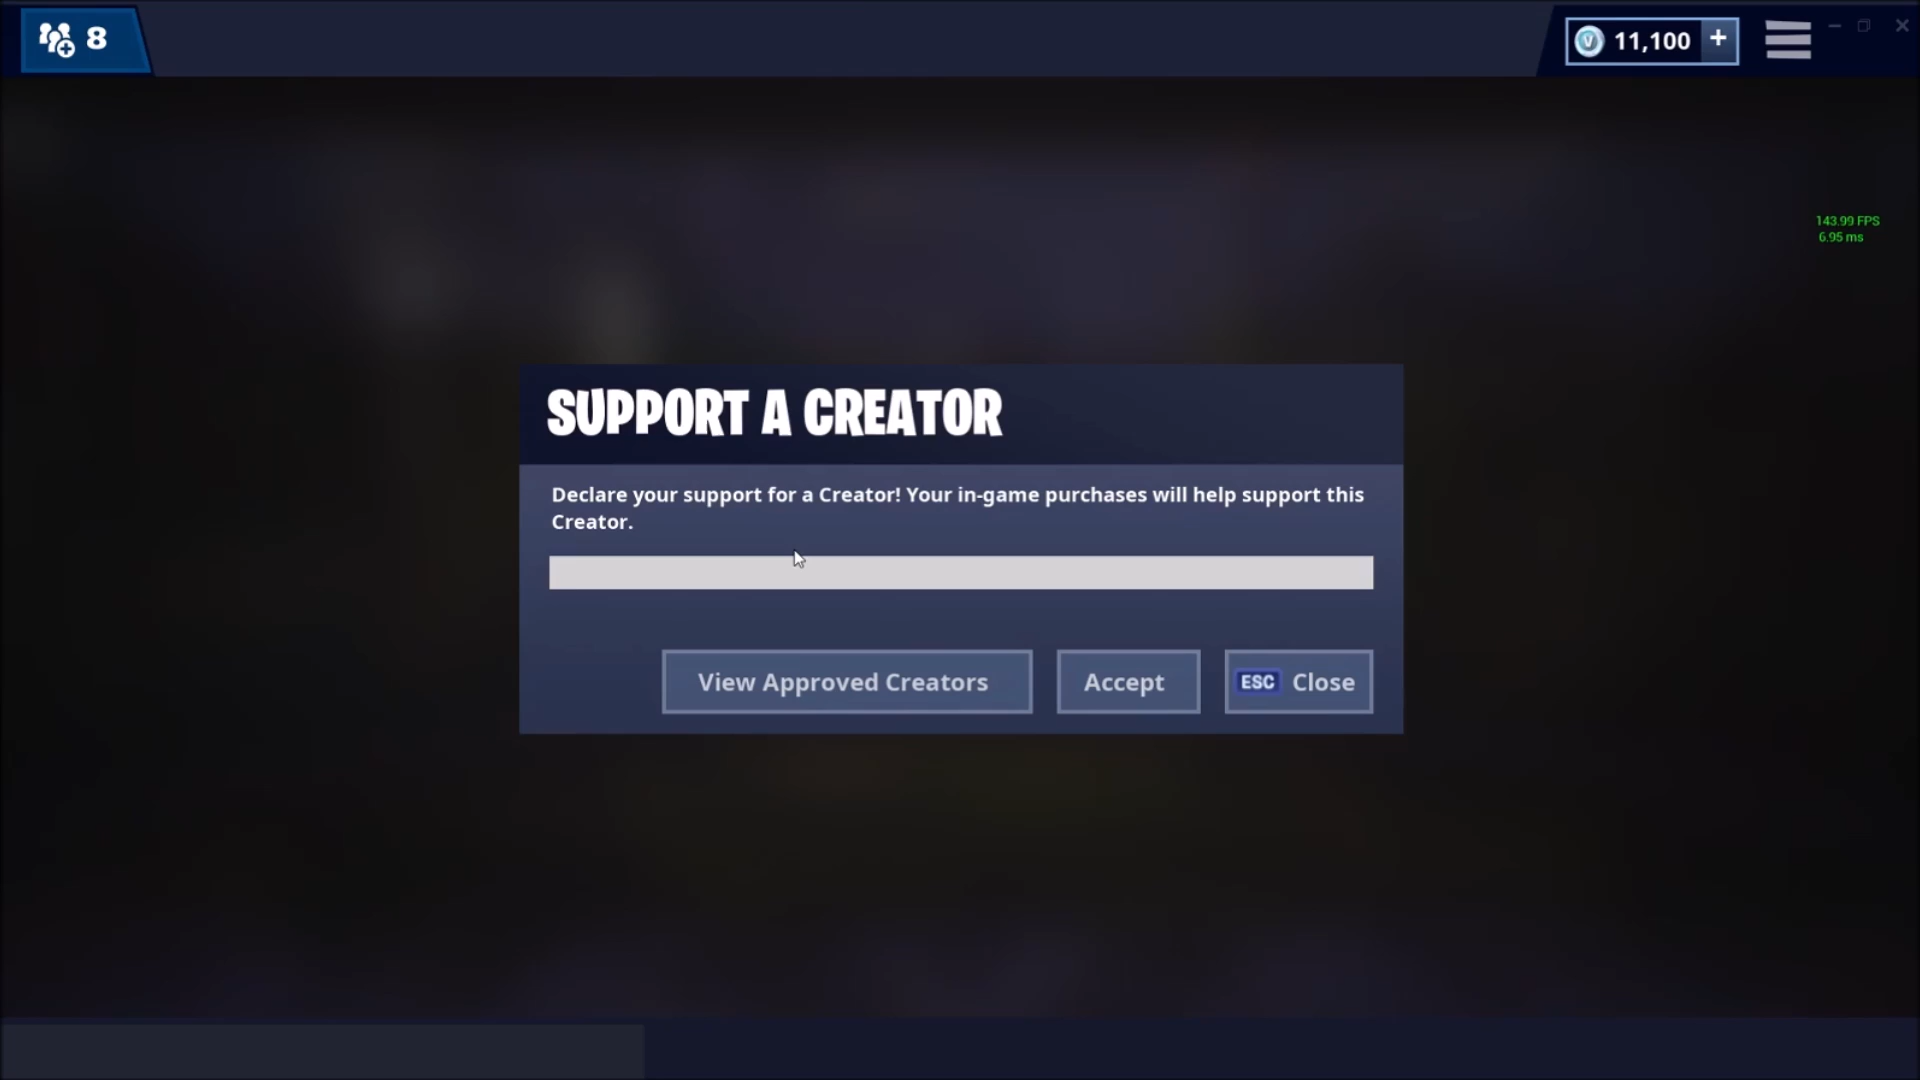 8
11,100 +
143.99 FPS
6.95 ms
SUPPORT A CREATOR
Declare your support for a Creator! Your in-game purchases will help support this
Creator.
View Approved Creators
Accept
ESC Close